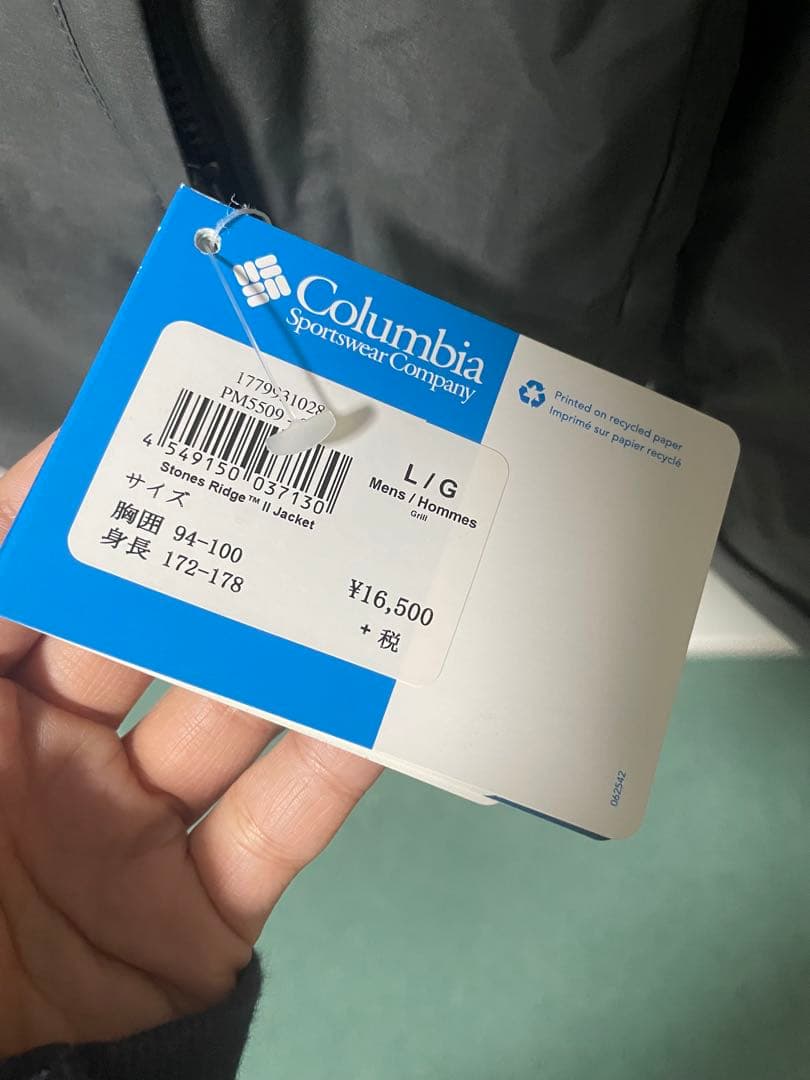 Columbia
Sportswear Company
Printed on recycled paper
Imprimé sur papier recyclé
1779931028
PM5509
4 549150 037130
Stones Ridge™ II Jacket
L / G
Mens / Hommes
Grill
サイズ
胸囲 94-100
身長 172-178
¥16,500
+ 税
062542